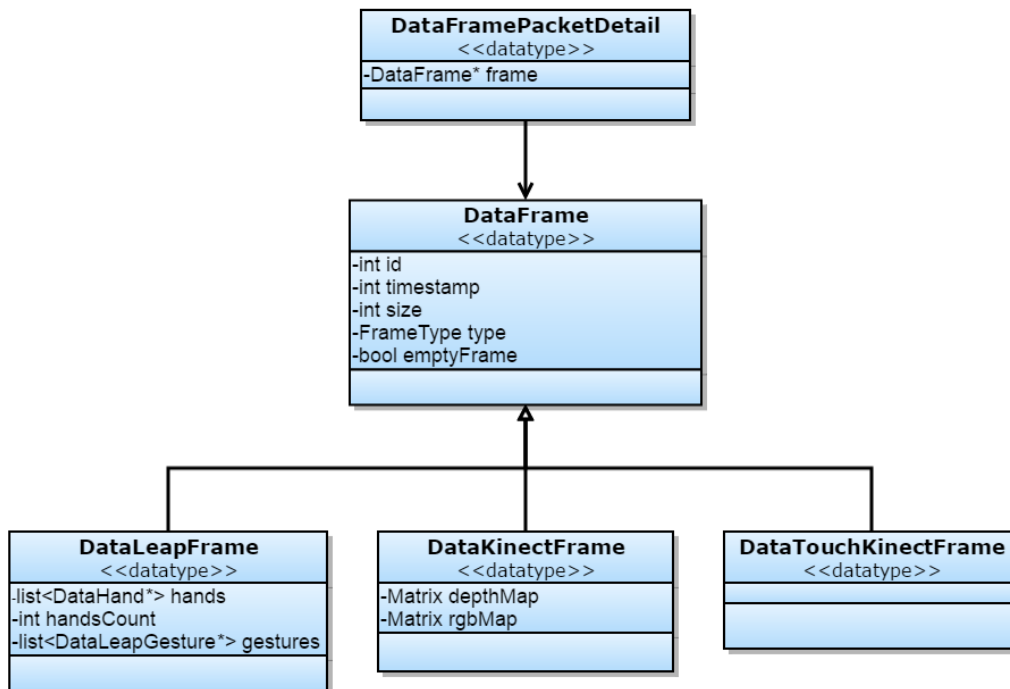 DataFramePacketDetail
<<datatype>>
-DataFrame* frame
DataFrame
<<datatype>>
-int id
-int timestamp
-int size
-FrameType type
-bool emptyFrame
DataLeapFrame
<<datatype>>
-list<DataHand*> hands
-int handsCount
-list<DataLeapGesture*> gestures
DataKinectFrame
<<datatype>>
-Matrix depthMap
-Matrix rgbMap
DataTouchKinectFrame
<<datatype>>